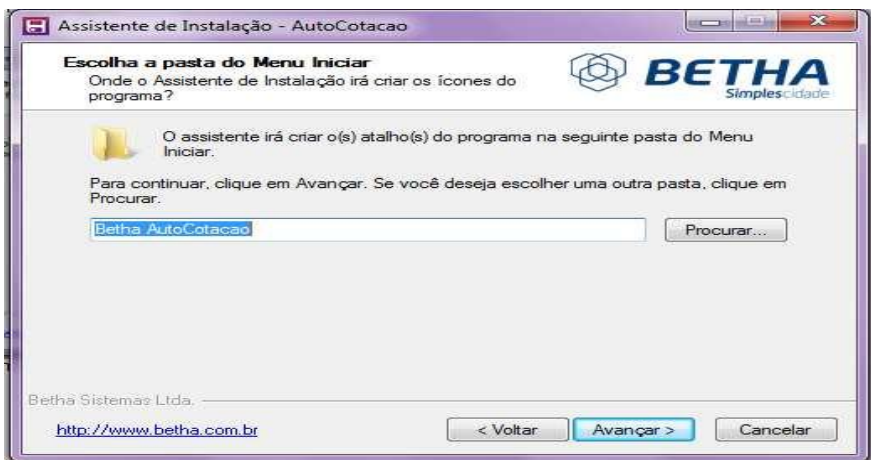 Assistente de Instalação - AutoCotacao
Escolha a pasta do Menu Iniciar
Onde o Assistente de Instalação irá criar os ícones do
programa?
BETHA
Simplescidade
O assistente irá criar o(s) atalho(s) do programa na seguinte pasta do Menu
Iniciar.
Para continuar, clique em Avançar. Se você deseja escolher uma outra pasta, clique em
Procurar.
Betha AutoCotacao
Procurar...
Betha Sistemas Ltda.
http://www.betha.com.br
< Voltar
Avançar >
Cancelar